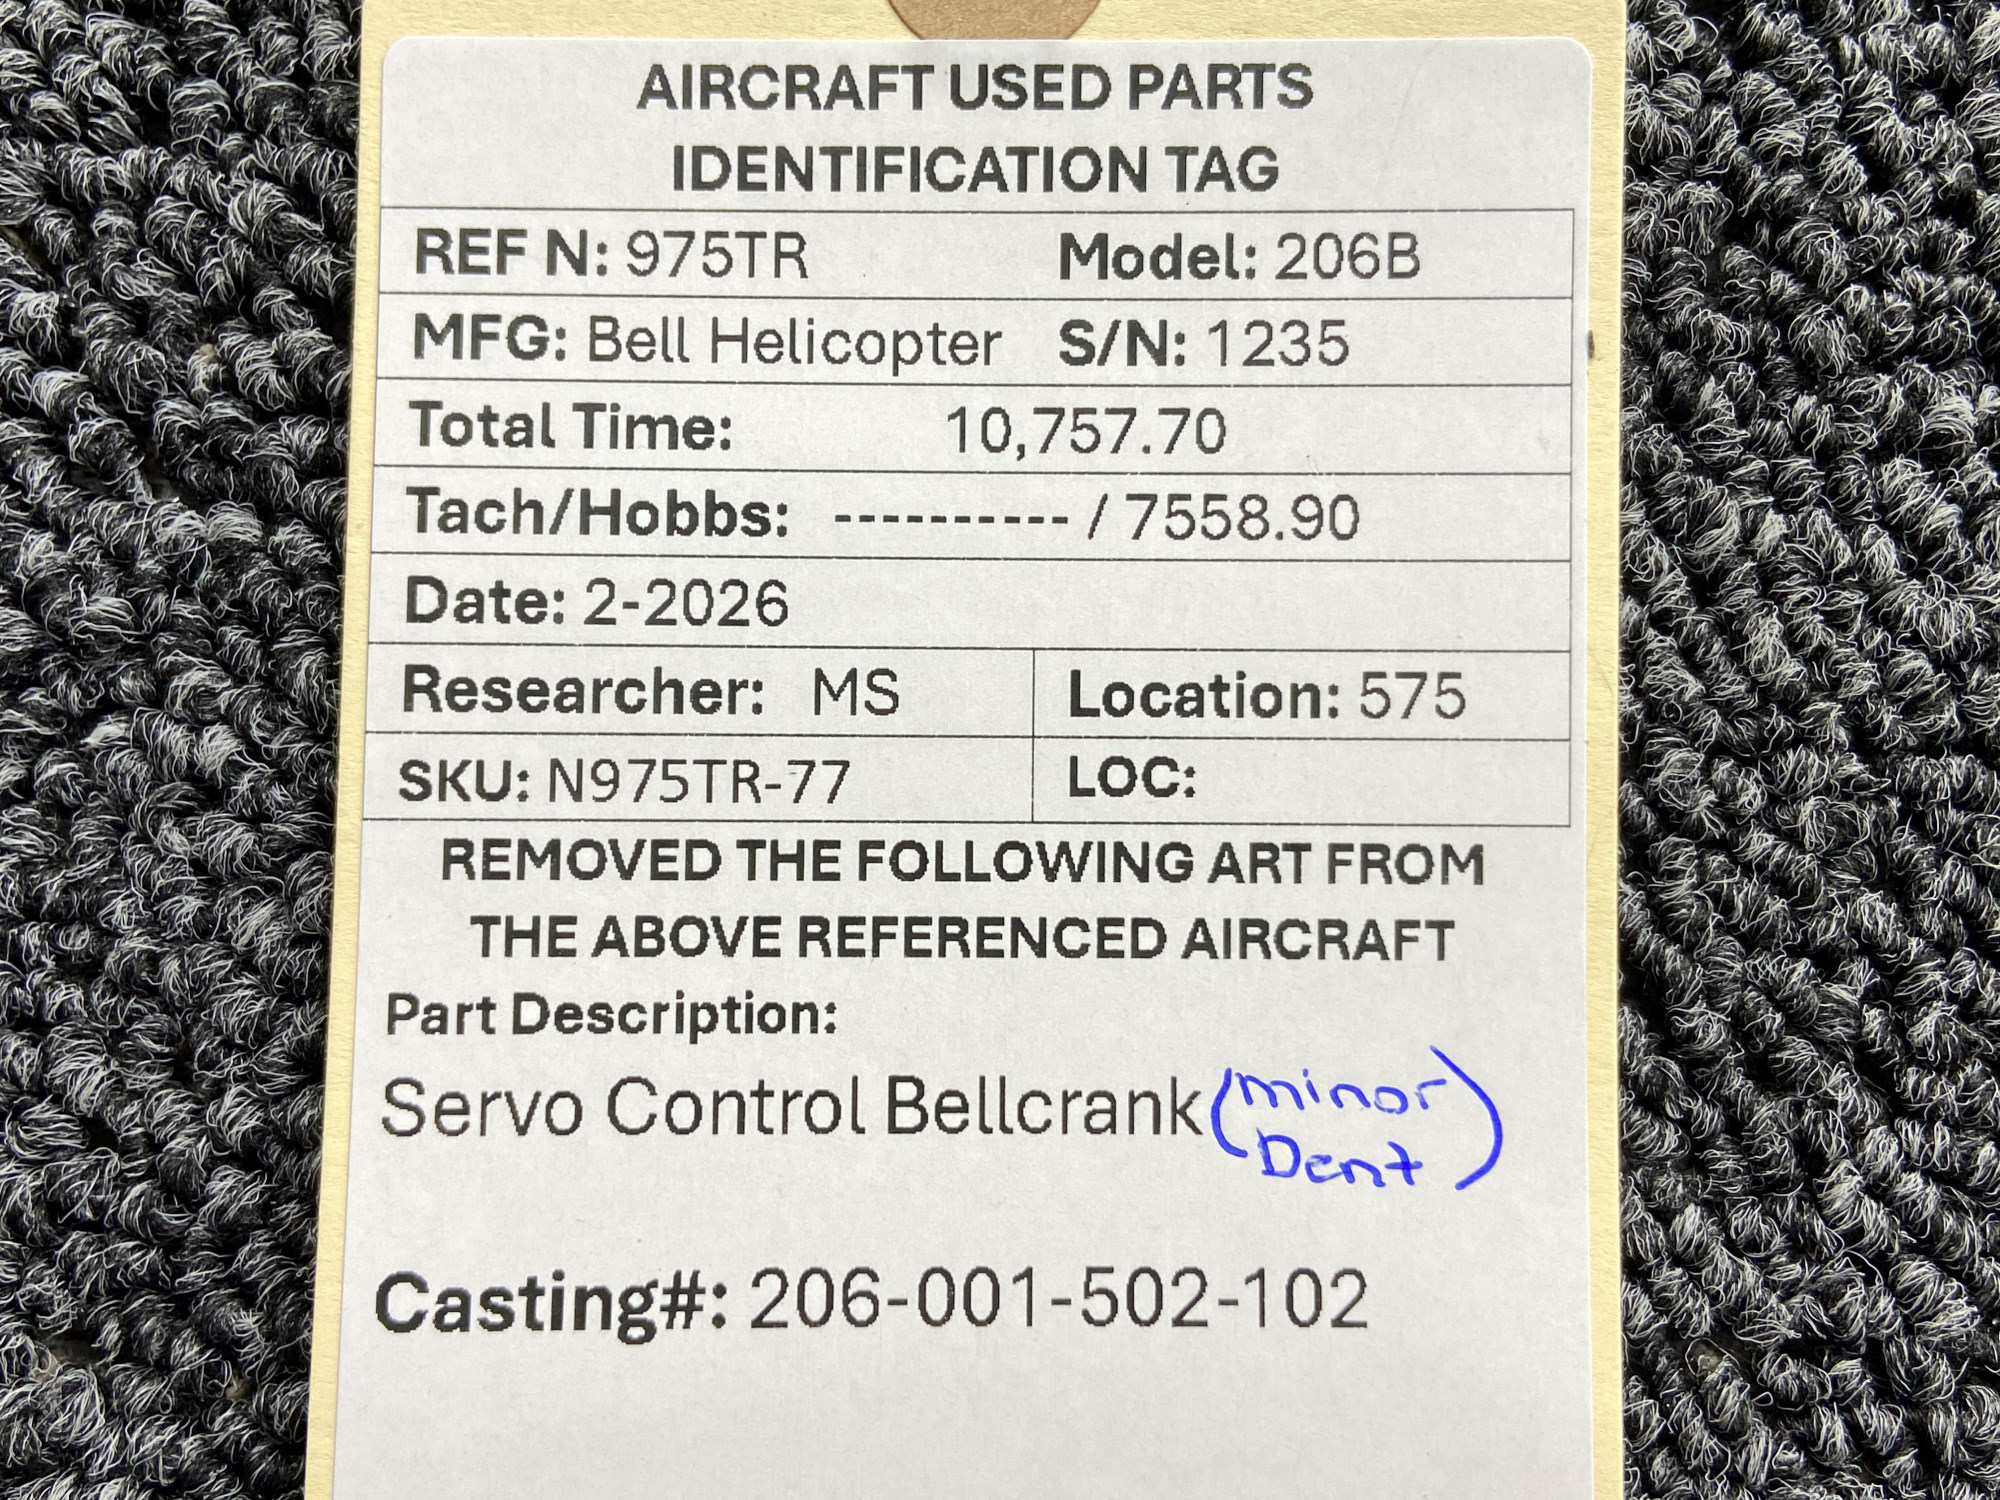 AIRCRAFT USED PARTS
IDENTIFICATION TAG
REF N: 975TR Model: 206B
MFG: Bell Helicopter S/N: 1235
Total Time: 10,757.70
Tach/Hobbs: ---------- / 7558.90
Date: 2-2026
Researcher: MS Location: 575
SKU: N975TR-77 LOC:
REMOVED THE FOLLOWING ART FROM
THE ABOVE REFERENCED AIRCRAFT
Part Description:
Servo Control Bellcrank (minor
Dent)
Casting#: 206-001-502-102